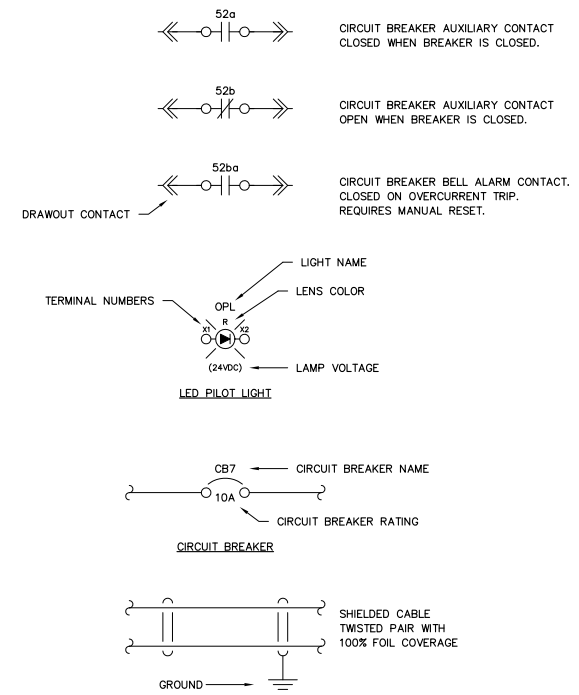 52a
CIRCUIT BREAKER AUXILIARY CONTACT
CLOSED WHEN BREAKER IS CLOSED.
52b
CIRCUIT BREAKER AUXILIARY CONTACT
OPEN WHEN BREAKER IS CLOSED.
52ba
CIRCUIT BREAKER BELL ALARM CONTACT.
CLOSED ON OVERCURRENT TRIP.
REQUIRES MANUAL RESET.
DRAWOUT CONTACT
LIGHT NAME
LENS COLOR
TERMINAL NUMBERS
OPL
R
X1 X2
(24VDC)
LAMP VOLTAGE
LED PILOT LIGHT
CB7
CIRCUIT BREAKER NAME
10A
CIRCUIT BREAKER RATING
CIRCUIT BREAKER
SHIELDED CABLE
TWISTED PAIR WITH
100% FOIL COVERAGE
GROUND